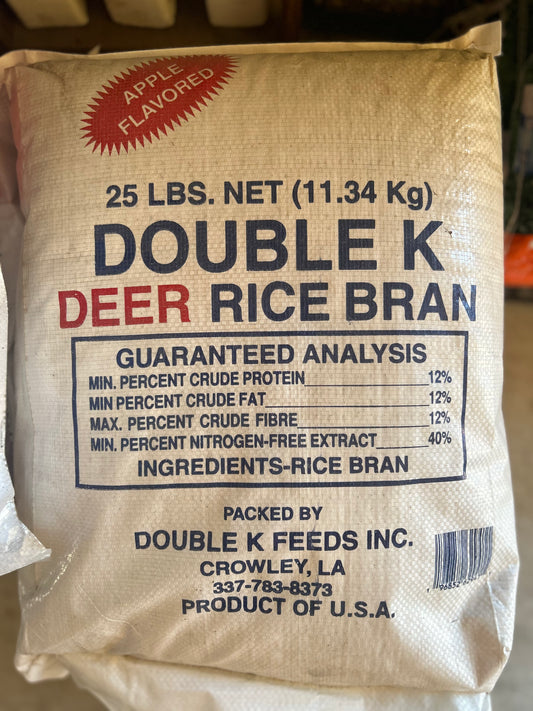 APPLE
FLAVORED
25 LBS. NET (11.34 Kg)
DOUBLE K
DEER RICE BRAN
GUARANTEED ANALYSIS
MIN. PERCENT CRUDE PROTEIN 12%
MIN PERCENT CRUDE FAT 12%
MAX. PERCENT CRUDE FIBRE 12%
MIN. PERCENT NITROGEN-FREE EXTRACT 40%
INGREDIENTS-RICE BRAN
PACKED BY
DOUBLE K FEEDS INC.
CROWLEY, LA
337-783-8373
PRODUCT OF U.S.A.